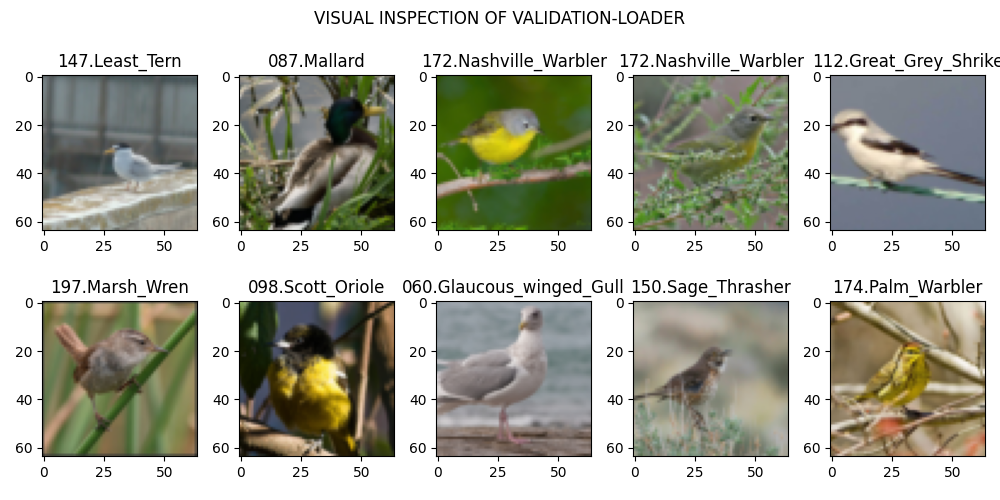 VISUAL INSPECTION OF VALIDATION-LOADER
147.Least_Tern 087.Mallard 172.Nashville_Warbler 172.Nashville_Warbler 112.Great_Grey_Shrike
0 0 0 0 0
20 20 20 20 20
40 40 40 40 40
60 60 60 60 60
0 25 50 0 25 50 0 25 50 0 25 50 0 25 50
197.Marsh_Wren 098.Scott_Oriole 060.Glaucous_winged_Gull 150.Sage_Thrasher 174.Palm_Warbler
0 0 0 0 0
20 20 20 20 20
40 40 40 40 40
60 60 60 60 60
0 25 50 0 25 50 0 25 50 0 25 50 0 25 50